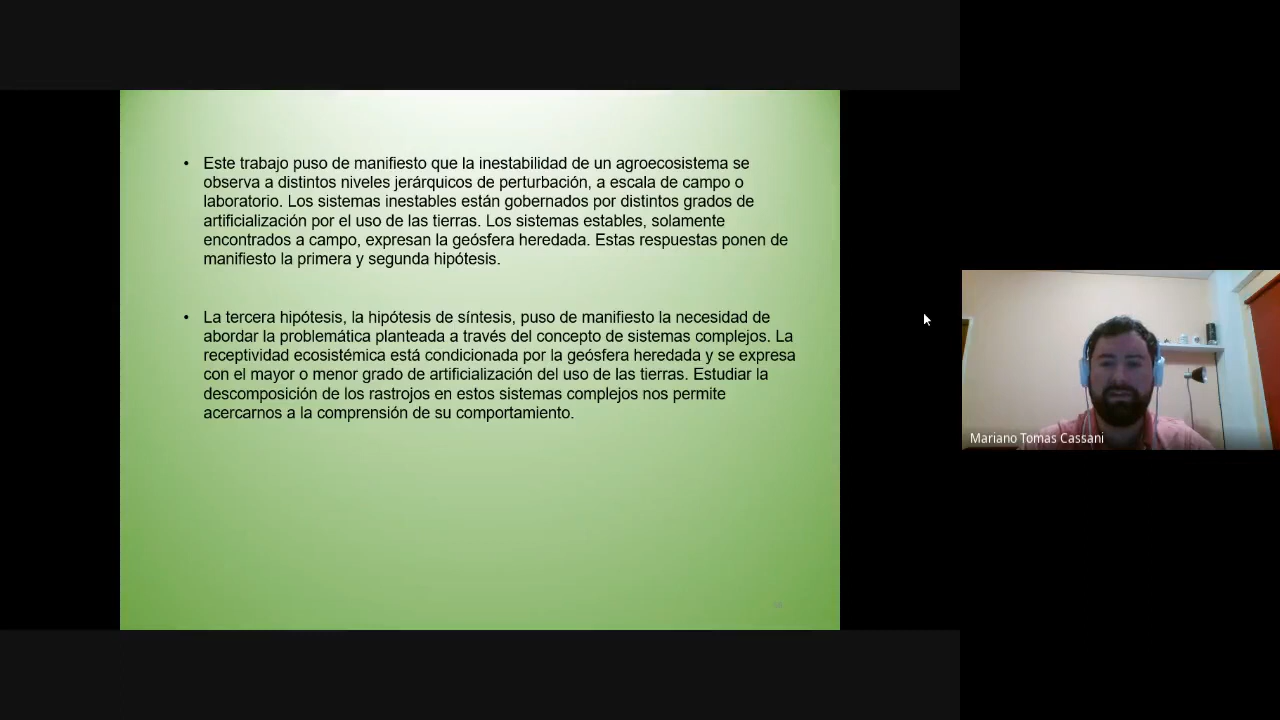 • Este trabajo puso de manifiesto que la inestabilidad de un agroecosistema se
observa a distintos niveles jerárquicos de perturbación, a escala de campo o
laboratorio. Los sistemas inestables están gobernados por distintos grados de
artificialización por el uso de las tierras. Los sistemas estables, solamente
encontrados a campo, expresan la geósfera heredada. Estas respuestas ponen de
manifiesto la primera y segunda hipótesis.
• La tercera hipótesis, la hipótesis de síntesis, puso de manifiesto la necesidad de
abordar la problemática planteada a través del concepto de sistemas complejos. La
receptividad ecosistémica está condicionada por la geósfera heredada y se expresa
con el mayor o menor grado de artificialización del uso de las tierras. Estudiar la
descomposición de los rastrojos en estos sistemas complejos nos permite
acercarnos a la comprensión de su comportamiento.
Mariano Tomas Cassani